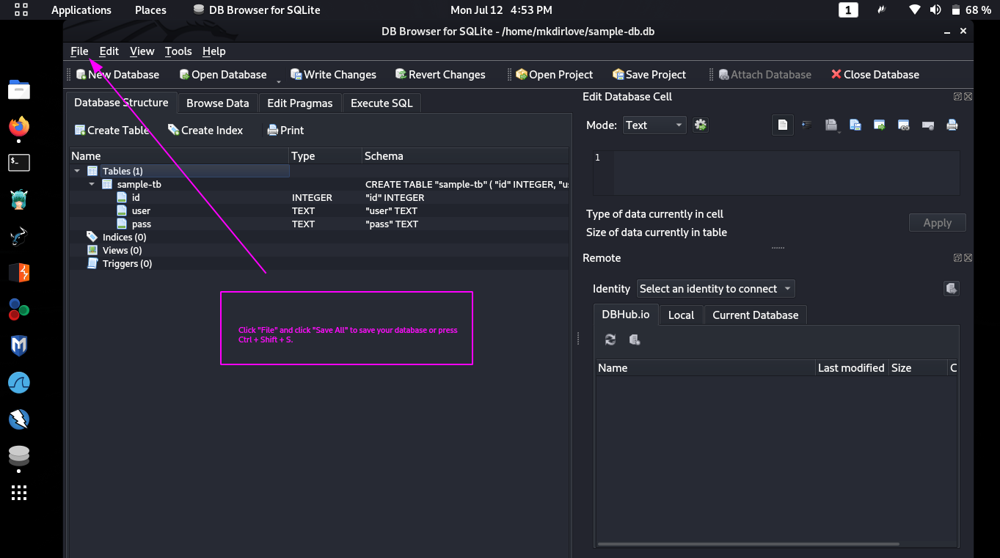 Applications Places DB Browser for SQLite Mon Jul 12 4:53 PM 1 68 %
DB Browser for SQLite - /home/mkdirlove/sample-db.db
File Edit View Tools Help
New Database Open Database Write Changes Revert Changes Open Project Save Project Attach Database Close Database
Database Structure Browse Data Edit Pragmas Execute SQL
Create Table Create Index Print
Name Type Schema
Tables (1)
sample-tb CREATE TABLE "sample-tb" ( "id" INTEGER, "us
id INTEGER "id" INTEGER
user TEXT "user" TEXT
pass TEXT "pass" TEXT
Indices (0)
Views (0)
Triggers (0)
Click "File" and click "Save All" to save your database or press
Ctrl + Shift + S.
Edit Database Cell
Mode: Text
1
Type of data currently in cell
Size of data currently in table
Apply
Remote
Identity Select an identity to connect
DBHub.io Local Current Database
Name Last modified Size C
$_